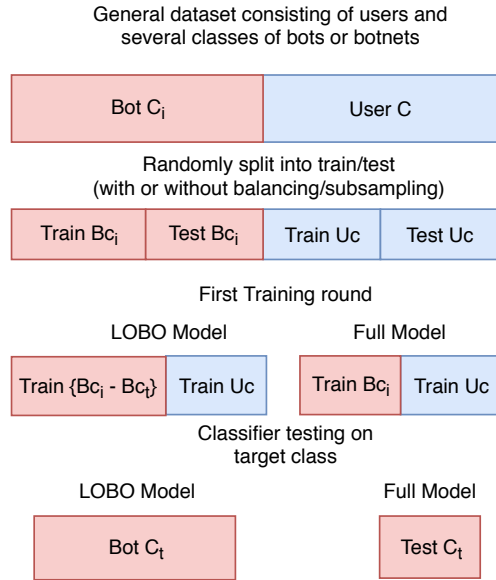 General dataset consisting of users and
several classes of bots or botnets
Bot Cᵢ
User C
Randomly split into train/test
(with or without balancing/subsampling)
Train Bcᵢ
Test Bcᵢ
Train Uc
Test Uc
First Training round
LOBO Model
Full Model
Train {Bcᵢ - Bcₜ}
Train Uc
Train Bcᵢ
Train Uc
Classifier testing on
target class
LOBO Model
Full Model
Bot Cₜ
Test Cₜ